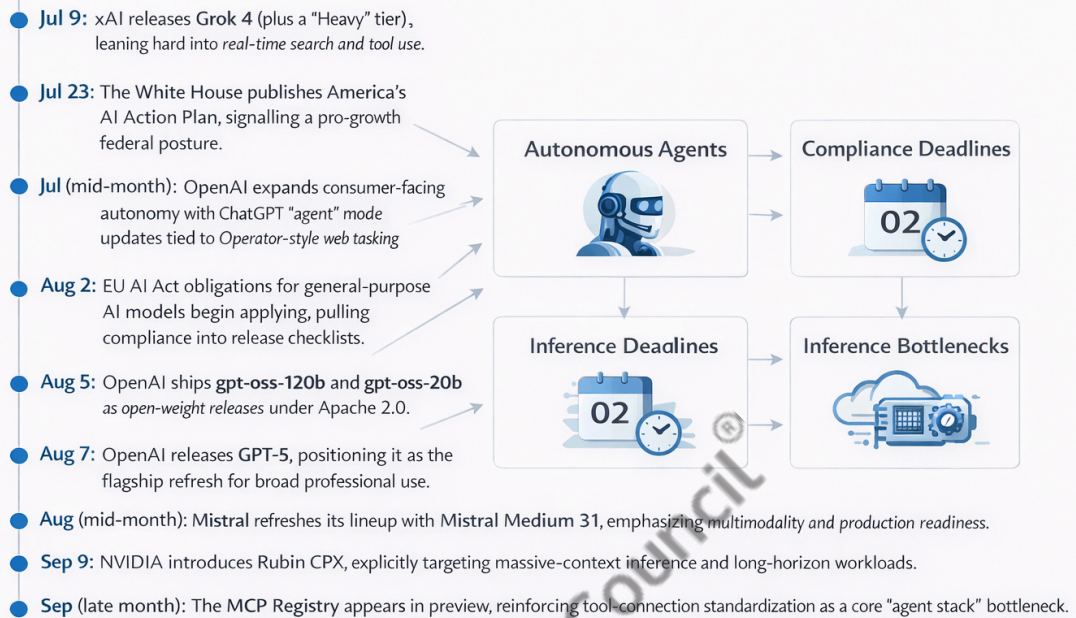 Jul 9: xAI releases Grok 4 (plus a “Heavy” tier),
leaning hard into real-time search and tool use.
Jul 23: The White House publishes America’s
AI Action Plan, signalling a pro-growth
federal posture.
Jul (mid-month): OpenAI expands consumer-facing
autonomy with ChatGPT “agent” mode
updates tied to Operator-style web tasking
Aug 2: EU AI Act obligations for general-purpose
AI models begin applying, pulling
compliance into release checklists.
Aug 5: OpenAI ships gpt-oss-120b and gpt-oss-20b
as open-weight releases under Apache 2.0.
Aug 7: OpenAI releases GPT-5, positioning it as the
flagship refresh for broad professional use.
Autonomous Agents
Compliance Deadlines
02
Inference Deadlines
02
Inference Bottlenecks
Aug (mid-month): Mistral refreshes its lineup with Mistral Medium 31, emphasizing multimodality and production readiness.
Sep 9: NVIDIA introduces Rubin CPX, explicitly targeting massive-context inference and long-horizon workloads.
Sep (late month): The MCP Registry appears in preview, reinforcing tool-connection standardization as a core “agent stack” bottleneck.
council®